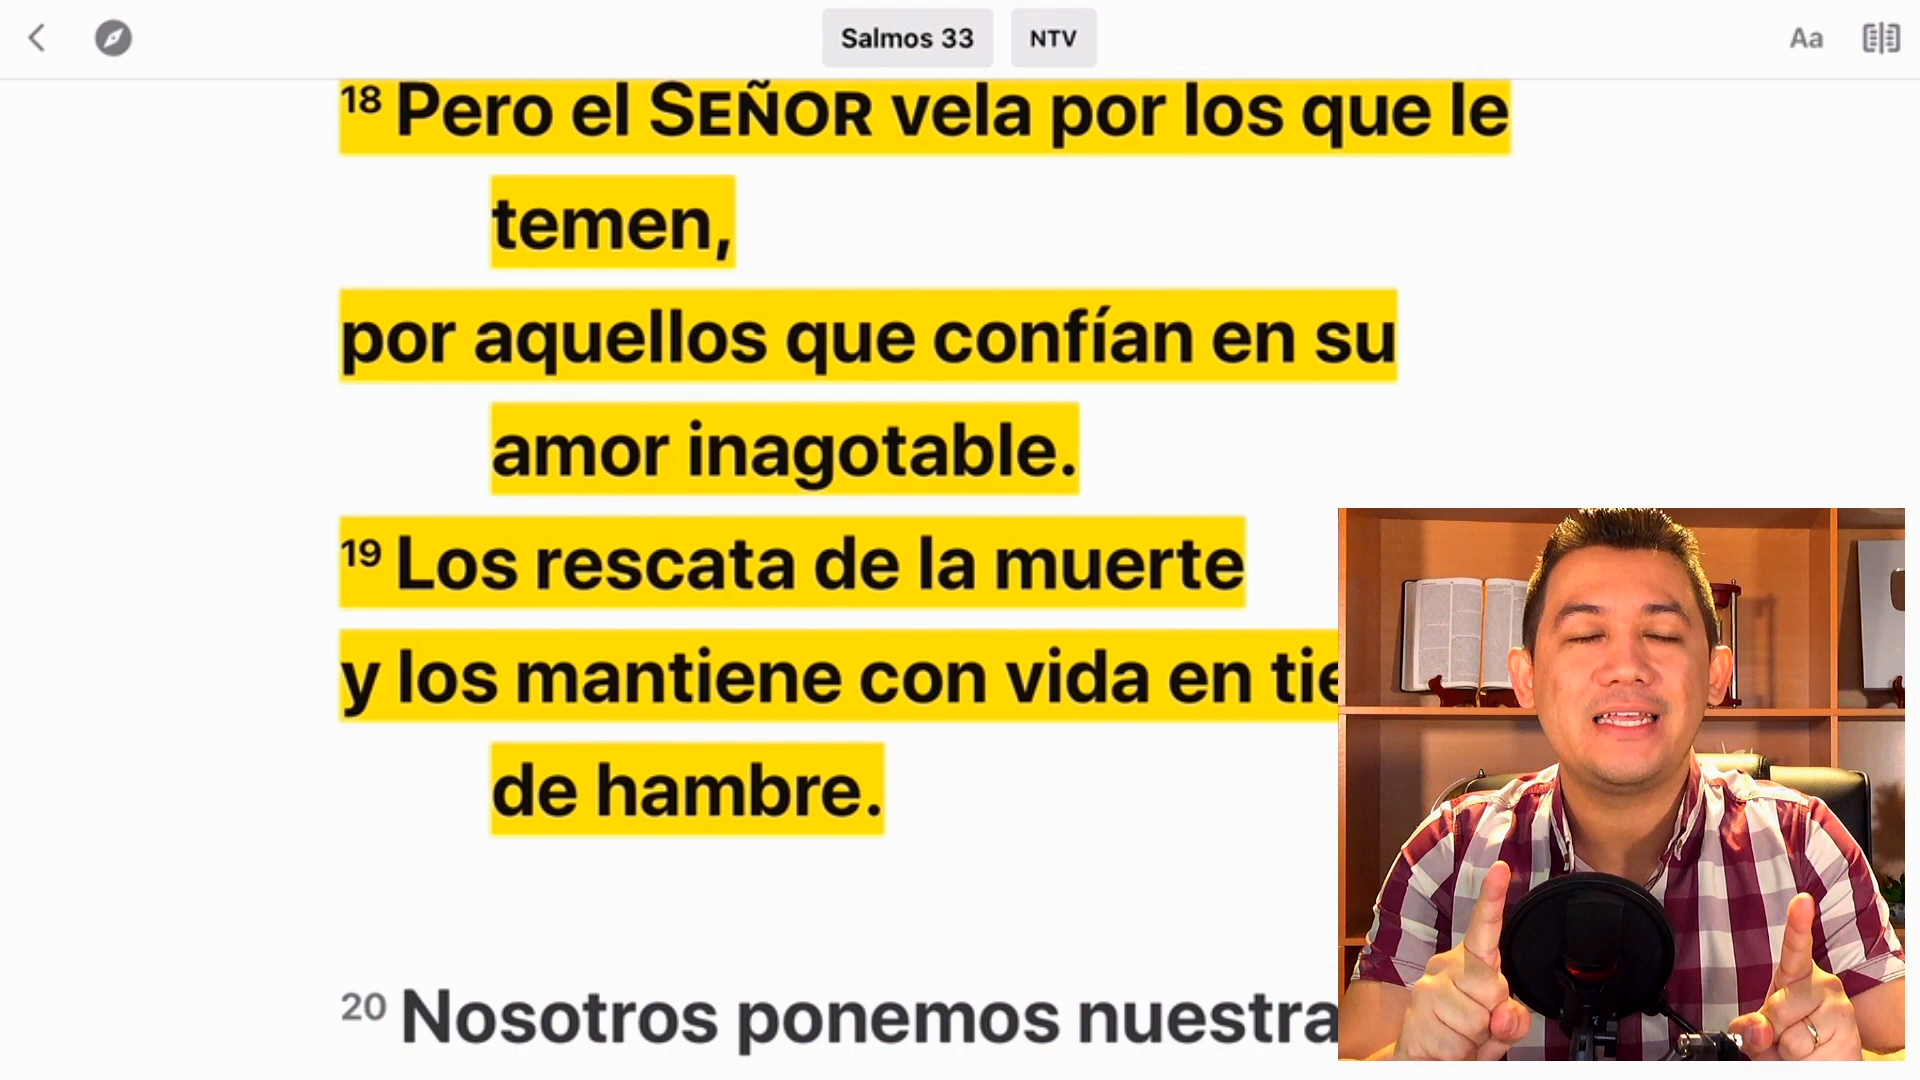 Salmos 33 NTV Aa
18 Pero el SEÑOR vela por los que le
temen,
por aquellos que confían en su
amor inagotable.
19 Los rescata de la muerte
y los mantiene con vida en
de hambre.
20 Nosotros ponemos nuestra